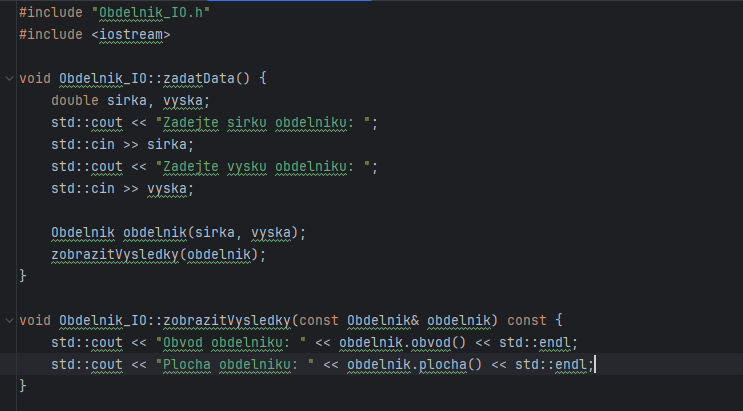 #include "Obdelnik_IO.h"
#include <iostream>

void Obdelnik_IO::zadatData() {
    double sirka, vyska;
    std::cout << "Zadejte sirku obdelniku: ";
    std::cin >> sirka;
    std::cout << "Zadejte vysku obdelniku: ";
    std::cin >> vyska;

    Obdelnik obdelnik(sirka, vyska);
    zobrazitVysledky(obdelnik);
}

void Obdelnik_IO::zobrazitVysledky(const Obdelnik& obdelnik) const {
    std::cout << "Obvod obdelniku: " << obdelnik.obvod() << std::endl;
    std::cout << "Plocha obdelniku: " << obdelnik.plocha() << std::endl;
}